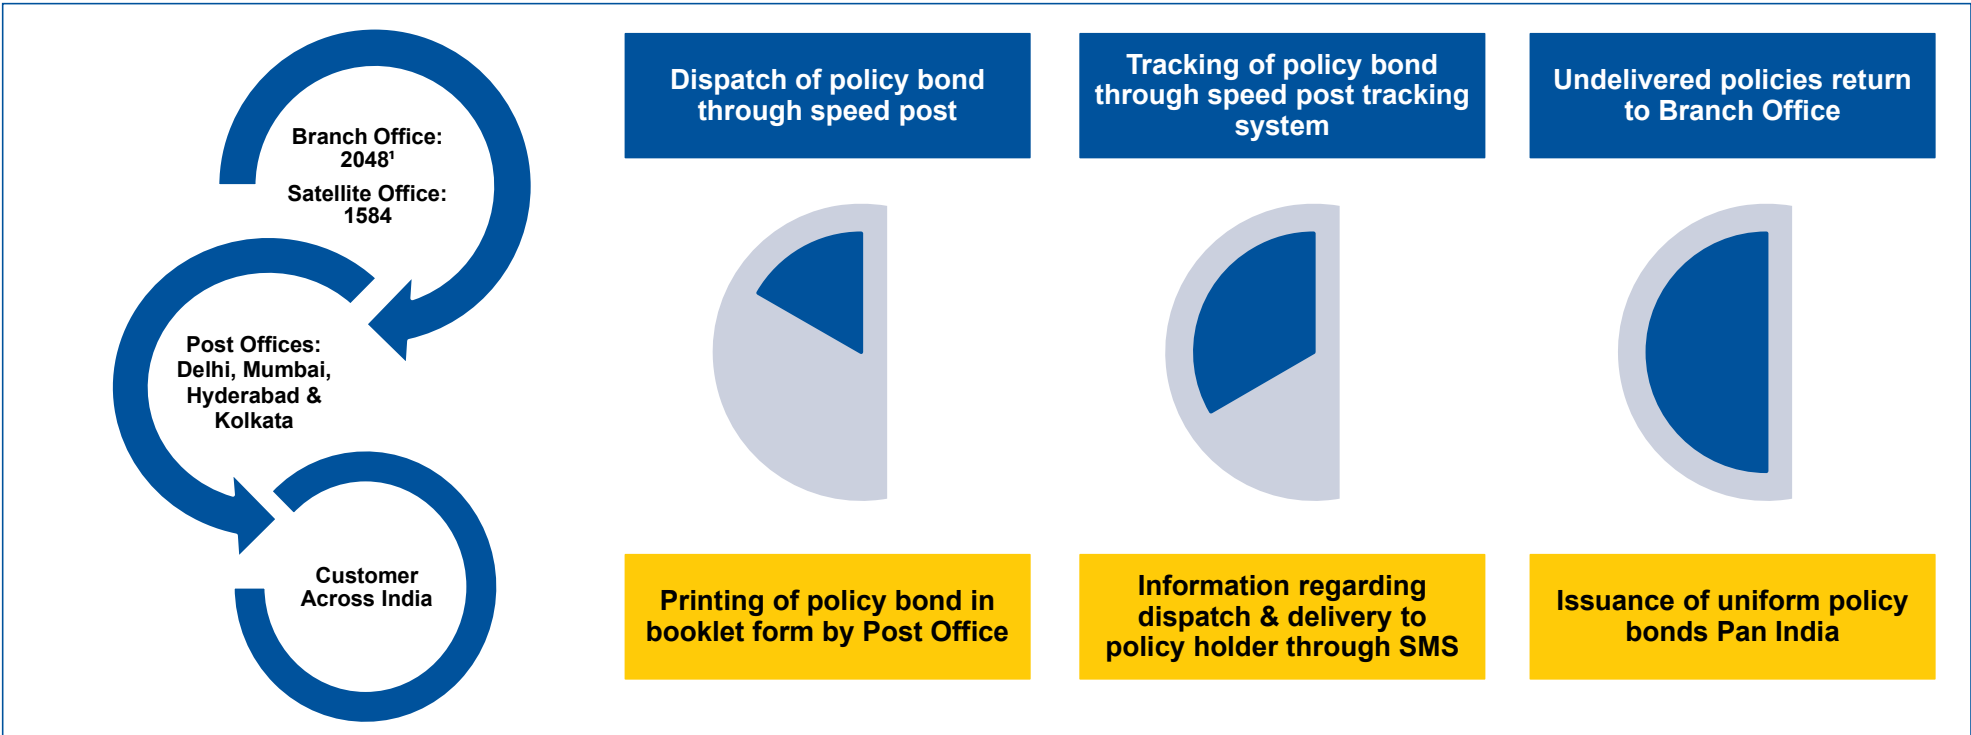 Branch Office:
2048¹
Satellite Office:
1584
Post Offices:
Delhi, Mumbai,
Hyderabad &
Kolkata
Customer
Across India
Dispatch of policy bond
through speed post
Tracking of policy bond
through speed post tracking
system
Undelivered policies return
to Branch Office
Printing of policy bond in
booklet form by Post Office
Information regarding
dispatch & delivery to
policy holder through SMS
Issuance of uniform policy
bonds Pan India